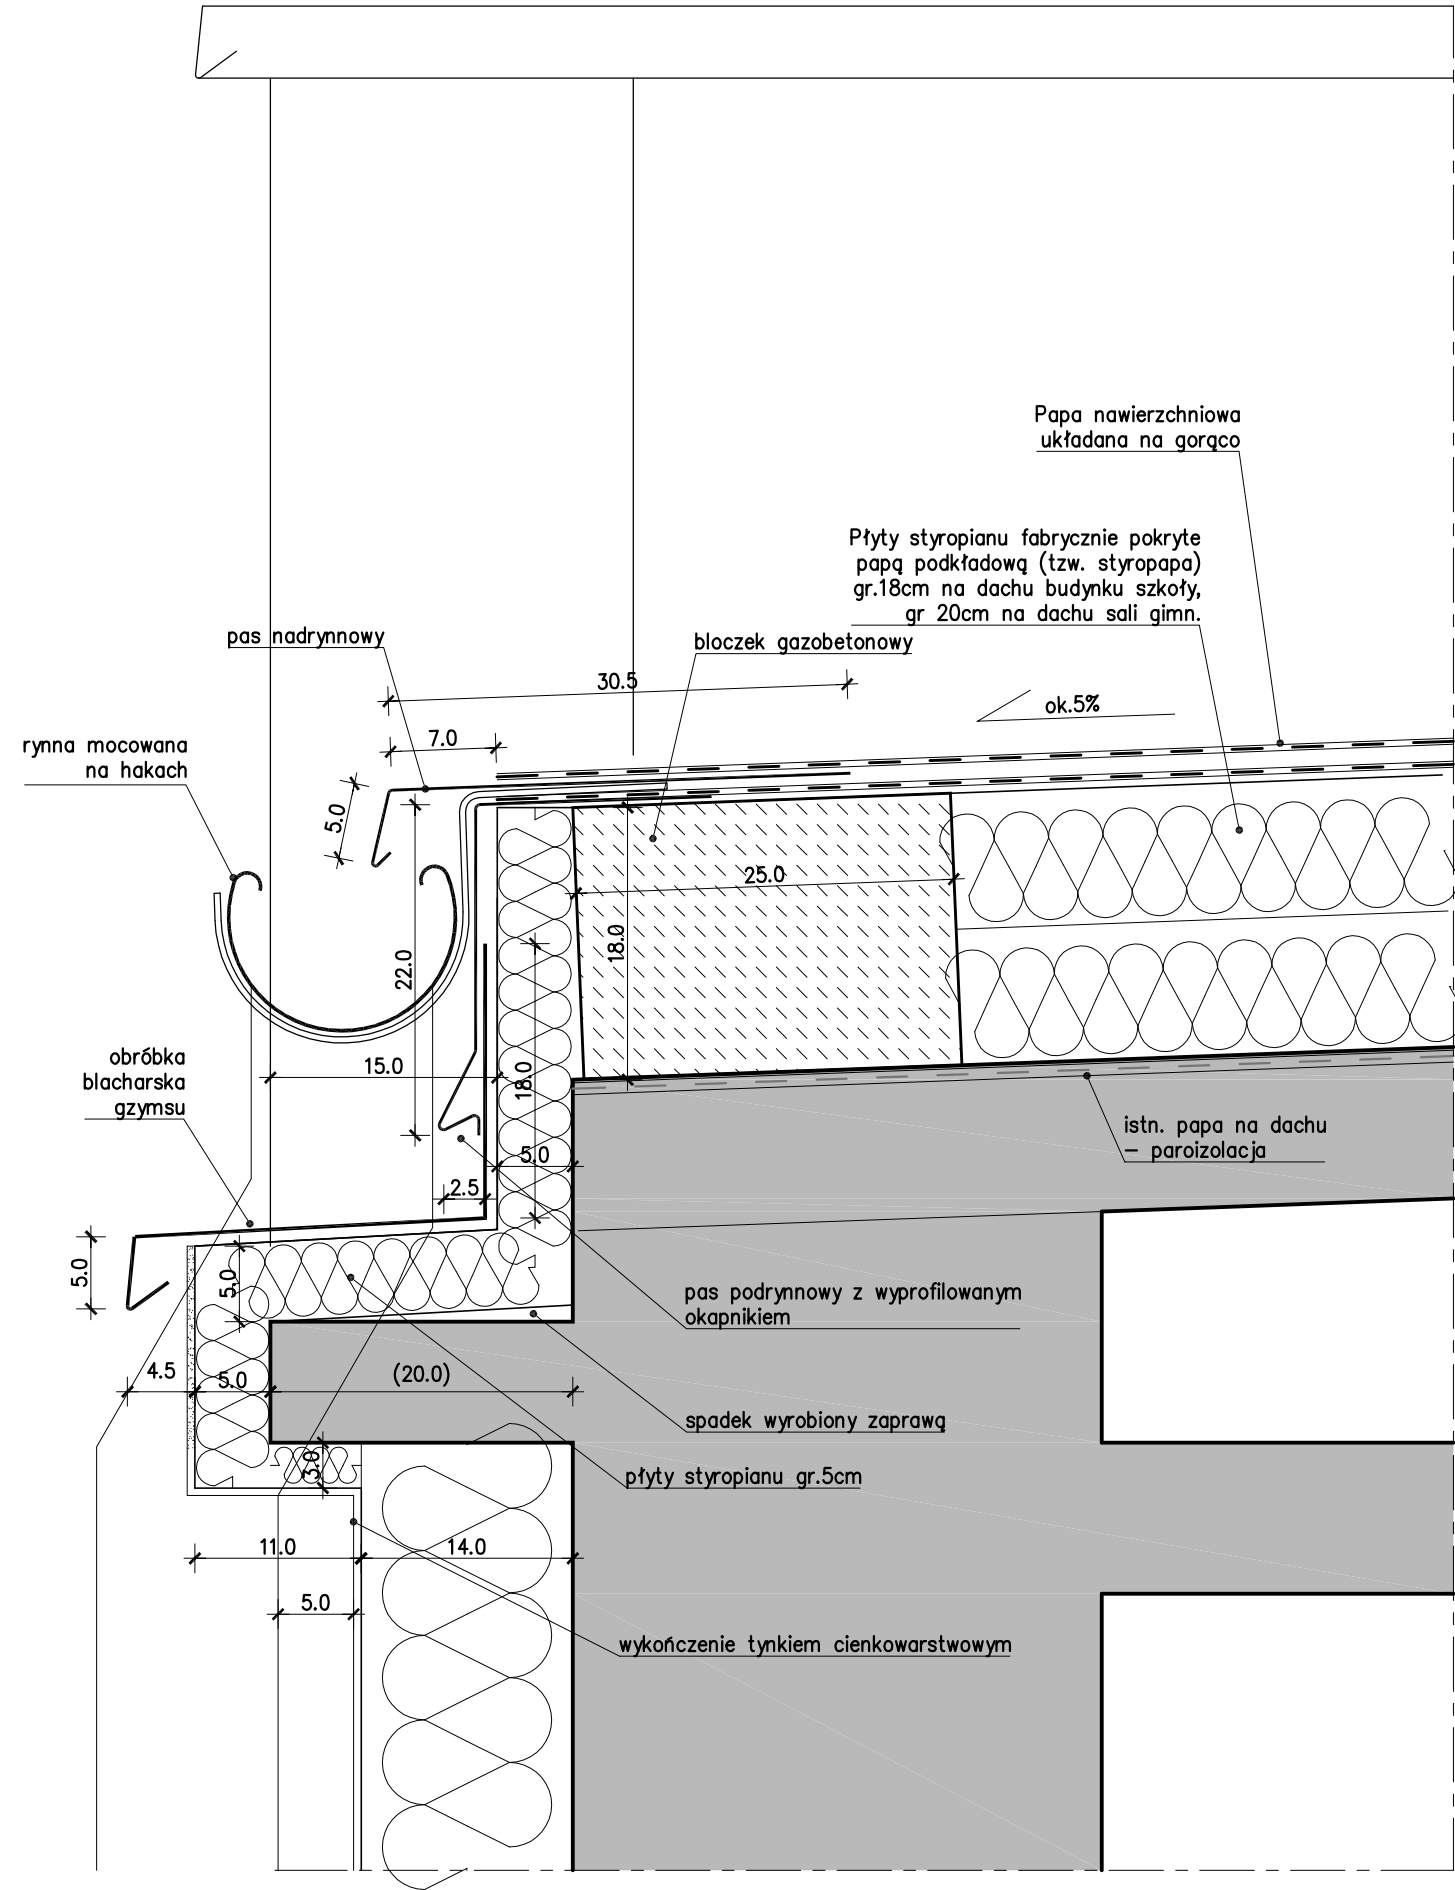 Papa nawierzchniowa
układana na gorąco
Płyty styropianu fabrycznie pokryte
papą podkładową (tzw. styropapa)
gr.18cm na dachu budynku szkoły,
gr 20cm na dachu sali gimn.
pas nadrynnowy
bloczek gazobetonowy
30.5
ok.5%
7.0
rynna mocowana
na hakach
5.0
25.0
18.0
22.0
obróbka
blacharska
gzymsu
15.0
18.0
istn. papa na dachu
– paroizolacja
5.0
2.5
5.0
5.0
pas podrynnowy z wyprofilowanym
okapnikiem
4.5
5.0
(20.0)
spadek wyrobiony zaprawą
3.0
płyty styropianu gr.5cm
11.0
14.0
5.0
wykończenie tynkiem cienkowarstwowym